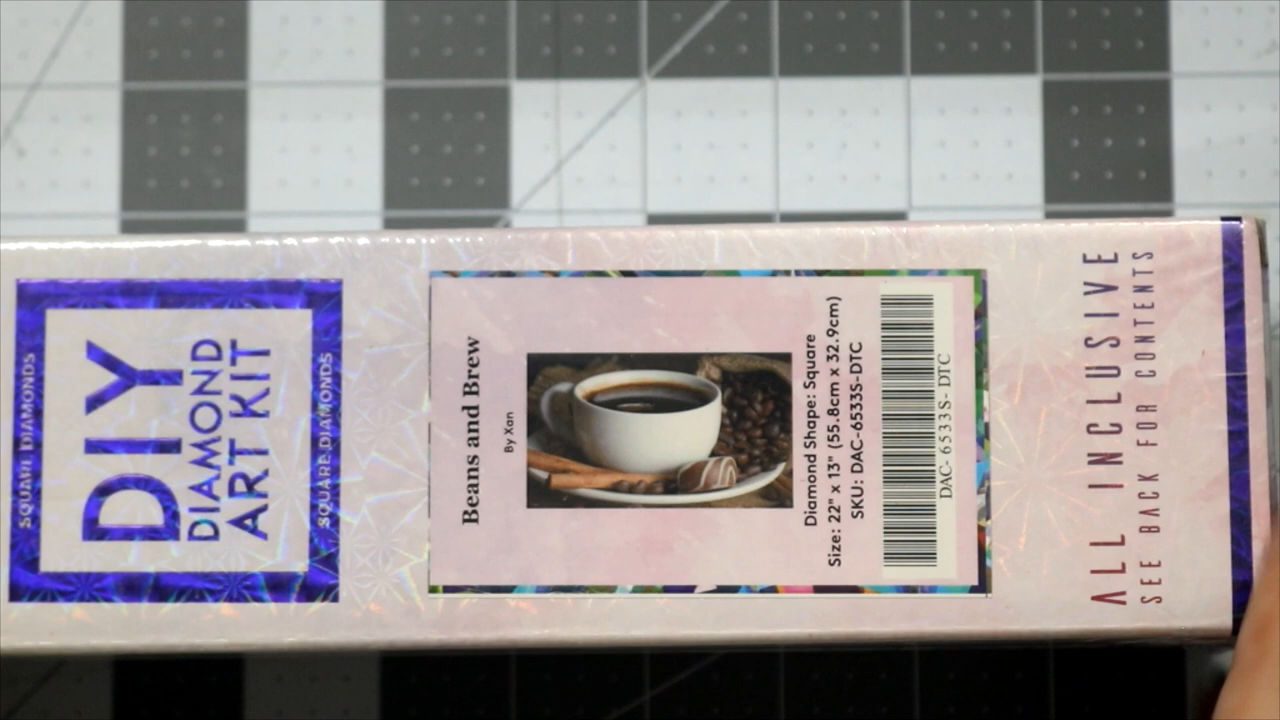 SQUARE DIAMONDS
DIY
DIAMOND
ART KIT
SQUARE DIAMONDS
Beans and Brew
By Xan
Diamond Shape: Square
Size: 22" x 13" (55.8cm x 32.9cm)
SKU: DAC-6533S-DTC
DAC- 6533S- DTC
ALL INCLUSIVE
SEE BACK FOR CONTENTS